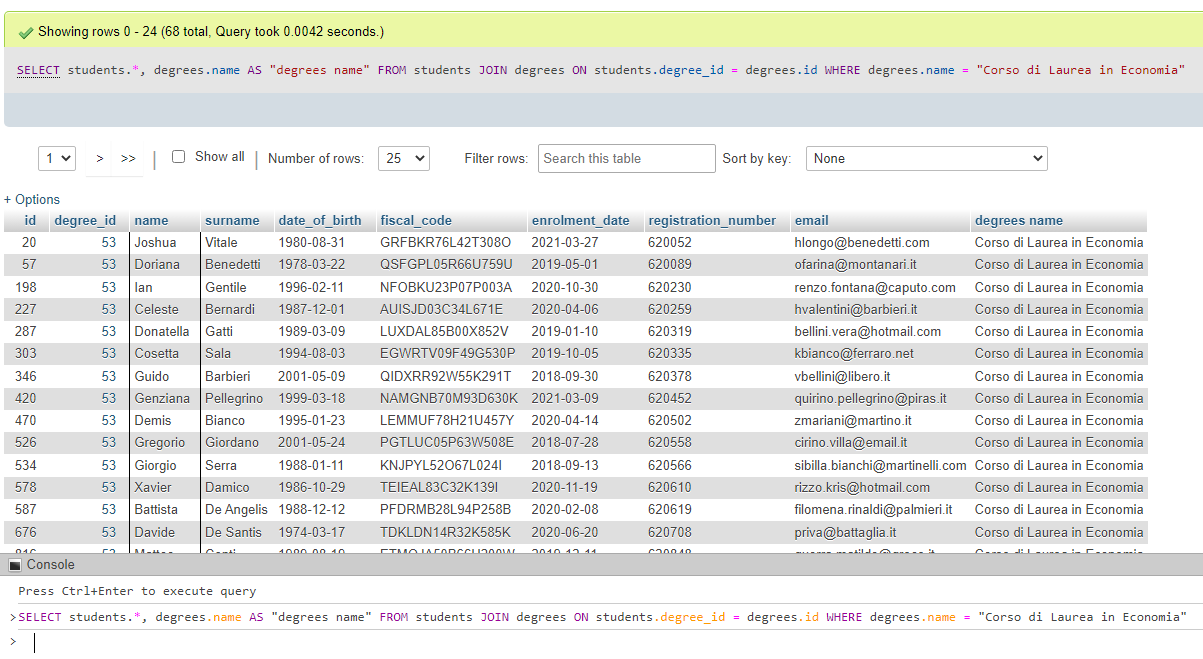 Showing rows 0 - 24 (68 total, Query took 0.0042 seconds.)
SELECT students.*, degrees.name AS "degrees name" FROM students JOIN degrees ON students.degree_id = degrees.id WHERE degrees.name = "Corso di Laurea in Economia"
1 > >> | Show all | Number of rows: 25 Filter rows: Search this table Sort by key: None
+ Options
id degree_id name surname date_of_birth fiscal_code enrolment_date registration_number email degrees name
20 53 Joshua Vitale 1980-08-31 GRFBKR76L42T308O 2021-03-27 620052 hlongo@benedetti.com Corso di Laurea in Economia
57 53 Doriana Benedetti 1978-03-22 QSFGPL05R66U759U 2019-05-01 620089 ofarina@montanari.it Corso di Laurea in Economia
198 53 Ian Gentile 1996-02-11 NFOBKU23P07P003A 2020-10-30 620230 renzo.fontana@caputo.com Corso di Laurea in Economia
227 53 Celeste Bernardi 1987-12-01 AUISJD03C34L671E 2020-04-06 620259 hvalentini@barbieri.it Corso di Laurea in Economia
287 53 Donatella Gatti 1989-03-09 LUXDAL85B00X852V 2019-01-10 620319 bellini.vera@hotmail.com Corso di Laurea in Economia
303 53 Cosetta Sala 1994-08-03 EGWRTV09F49G530P 2019-10-05 620335 kbianco@ferraro.net Corso di Laurea in Economia
346 53 Guido Barbieri 2001-05-09 QIDXRR92W55K291T 2018-09-30 620378 vbellini@libero.it Corso di Laurea in Economia
420 53 Genziana Pellegrino 1999-03-18 NAMGNB70M93D630K 2021-03-09 620452 quirino.pellegrino@piras.it Corso di Laurea in Economia
470 53 Demis Bianco 1995-01-23 LEMMUF78H21U457Y 2020-04-14 620502 zmariani@martino.it Corso di Laurea in Economia
526 53 Gregorio Giordano 2001-05-24 PGTLUC05P63W508E 2018-07-28 620558 cirino.villa@email.it Corso di Laurea in Economia
534 53 Giorgio Serra 1988-01-11 KNJPYL52O67L024I 2018-09-13 620566 sibilla.bianchi@martinelli.com Corso di Laurea in Economia
578 53 Xavier Damico 1986-10-29 TEIEAL83C32K139I 2020-11-19 620610 rizzo.kris@hotmail.com Corso di Laurea in Economia
587 53 Battista De Angelis 1988-12-12 PFDRMB28L94P258B 2020-02-08 620619 filomena.rinaldi@palmieri.it Corso di Laurea in Economia
676 53 Davide De Santis 1974-03-17 TDKLDN14R32K585K 2020-06-20 620708 priva@battaglia.it Corso di Laurea in Economia
53 Corso di Laurea in Economia
Console
Press Ctrl+Enter to execute query
>SELECT students.*, degrees.name AS "degrees name" FROM students JOIN degrees ON students.degree_id = degrees.id WHERE degrees.name = "Corso di Laurea in Economia"
>